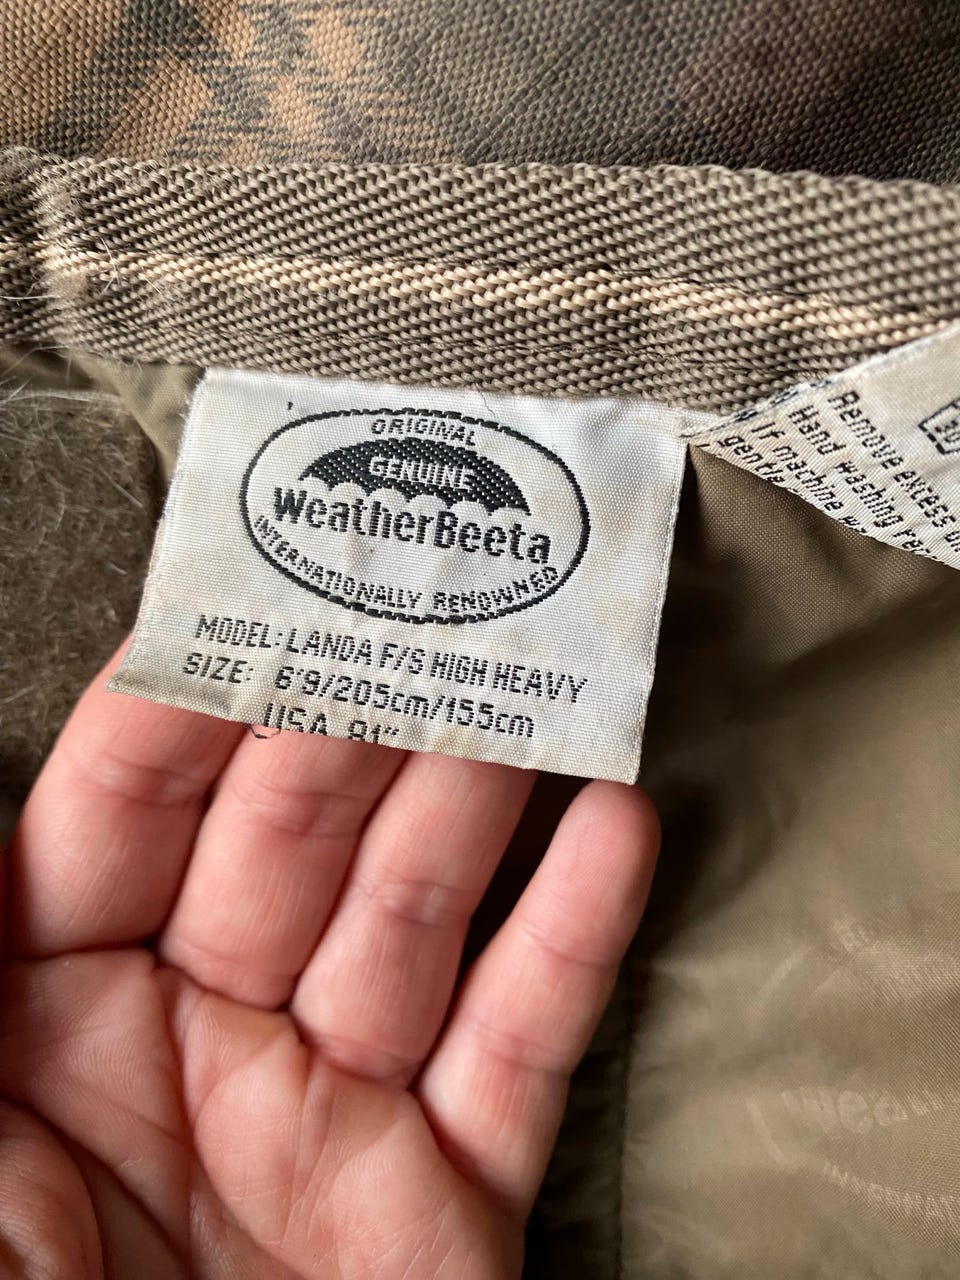 ORIGINAL
GENUINE
WeatherBeeta
INTERNATIONALLY RENOWNED
MODEL: LANDA F/S HIGH HEAVY
SIZE: 6'9/205cm/155cm
USA 81"
Remove excess
Hand washing
If machine
gentle